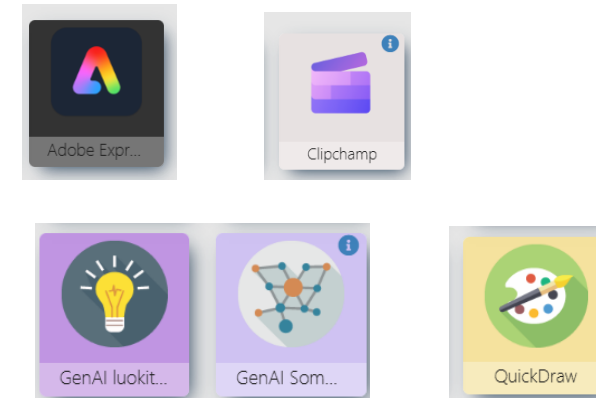 Adobe Expr...
Clipchamp
GenAI luokit...
GenAI Som...
QuickDraw